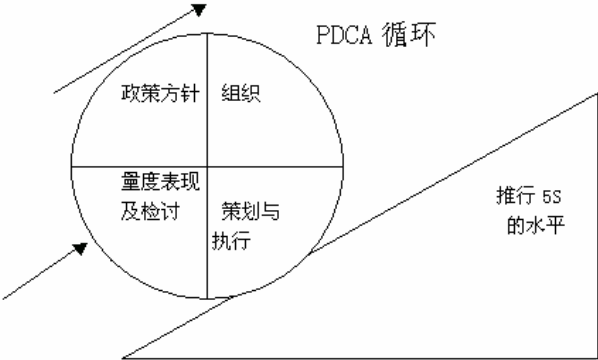 PDCA 循环
政策方针
组织
量度表现
及检讨
策划与
执行
推行 5S
的水平